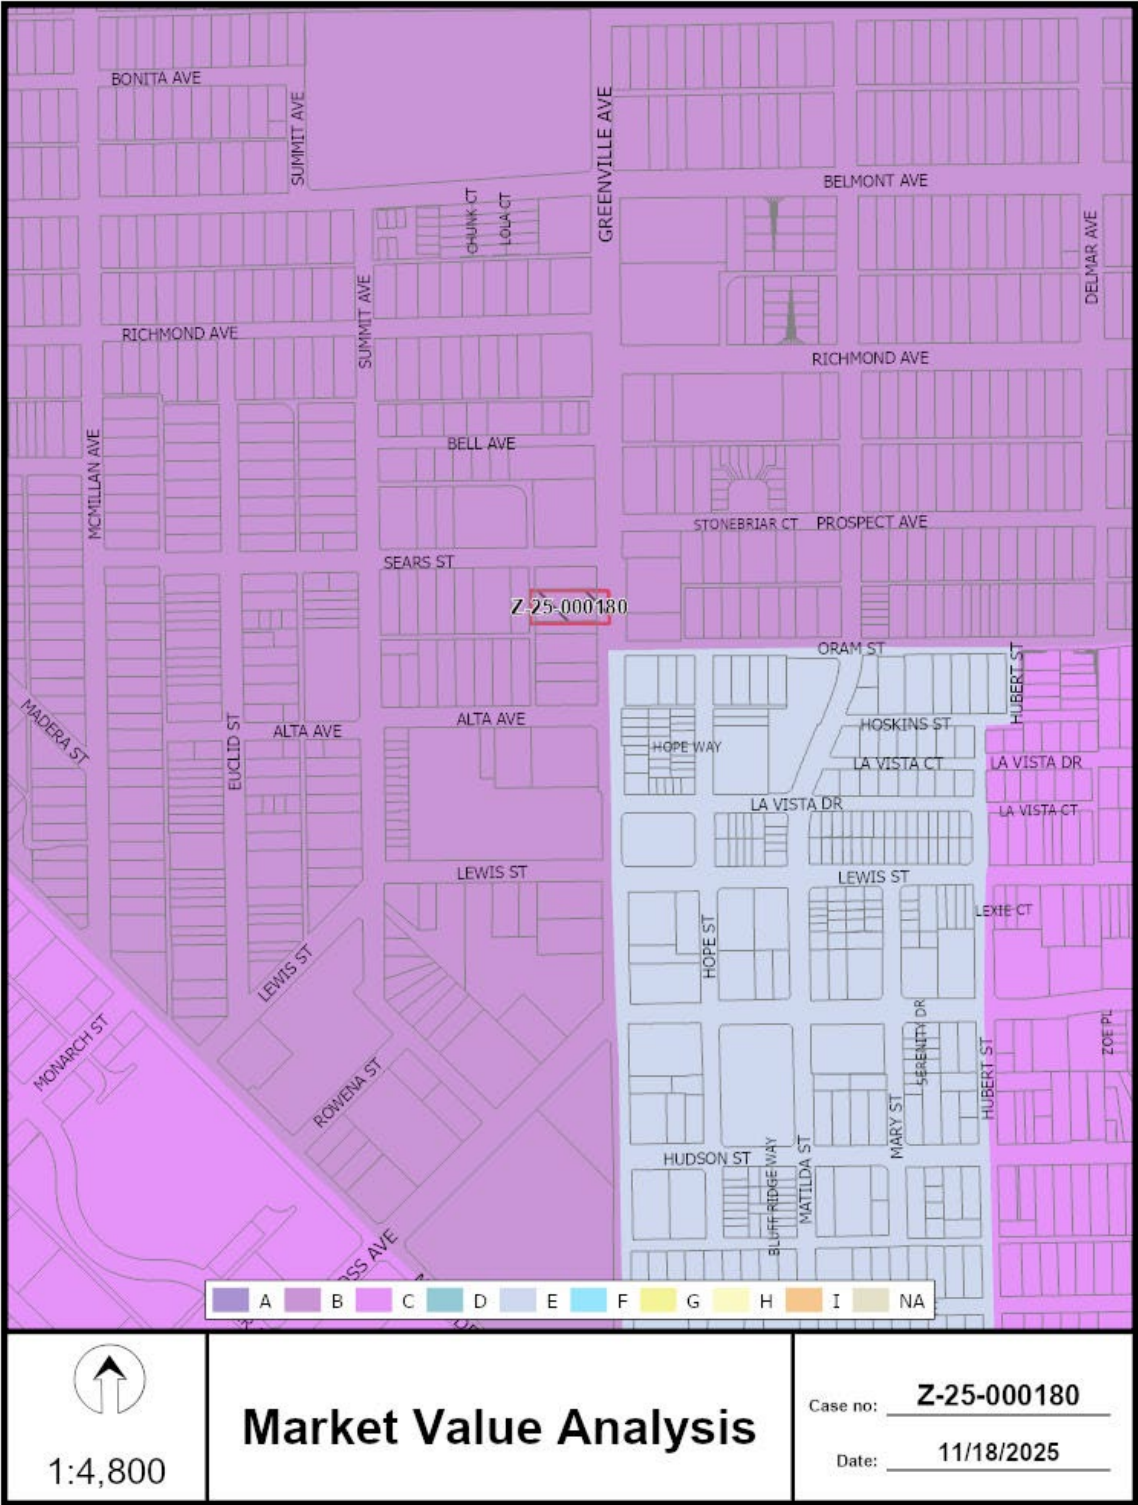 BONITA AVE
SUMMIT AVE
GREENVILLE AVE
BELMONT AVE
CHUNK CT
LOLA CT
DELMAR AVE
SUMMIT AVE
RICHMOND AVE
RICHMOND AVE
MCMILLAN AVE
BELL AVE
STONEBRIAR CT
PROSPECT AVE
SEARS ST
Z-25-000180
ORAM ST
HUBERT ST
MADERA ST
EUCLID ST
ALTA AVE
ALTA AVE
HOSKINS ST
HOPE WAY
LA VISTA CT
LA VISTA DR
LA VISTA DR
LA VISTA CT
LEWIS ST
LEWIS ST
LEXIE CT
HOPE ST
LEWIS ST
MONARCH ST
ROWENA ST
SERENITY DR
ZOE PL
HUBERT ST
MARY ST
HUDSON ST
BLUFF RIDGE WAY
MATILDA ST
OSS AVE
A B C D E F G H I NA
1:4,800
Market Value Analysis
Case no: Z-25-000180
Date: 11/18/2025